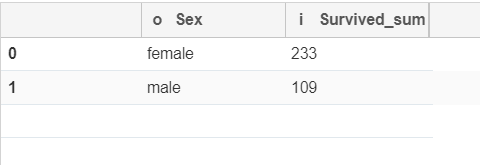 o Sex i Survived_sum
0 female 233
1 male 109